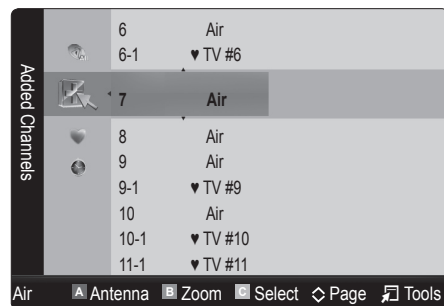 Added Channels
6 Air
6-1 ♥ TV #6
7 Air
8 Air
9 Air
9-1 ♥ TV #9
10 Air
10-1 ♥ TV #10
11-1 ♥ TV #11
Air A Antenna B Zoom C Select Page Tools